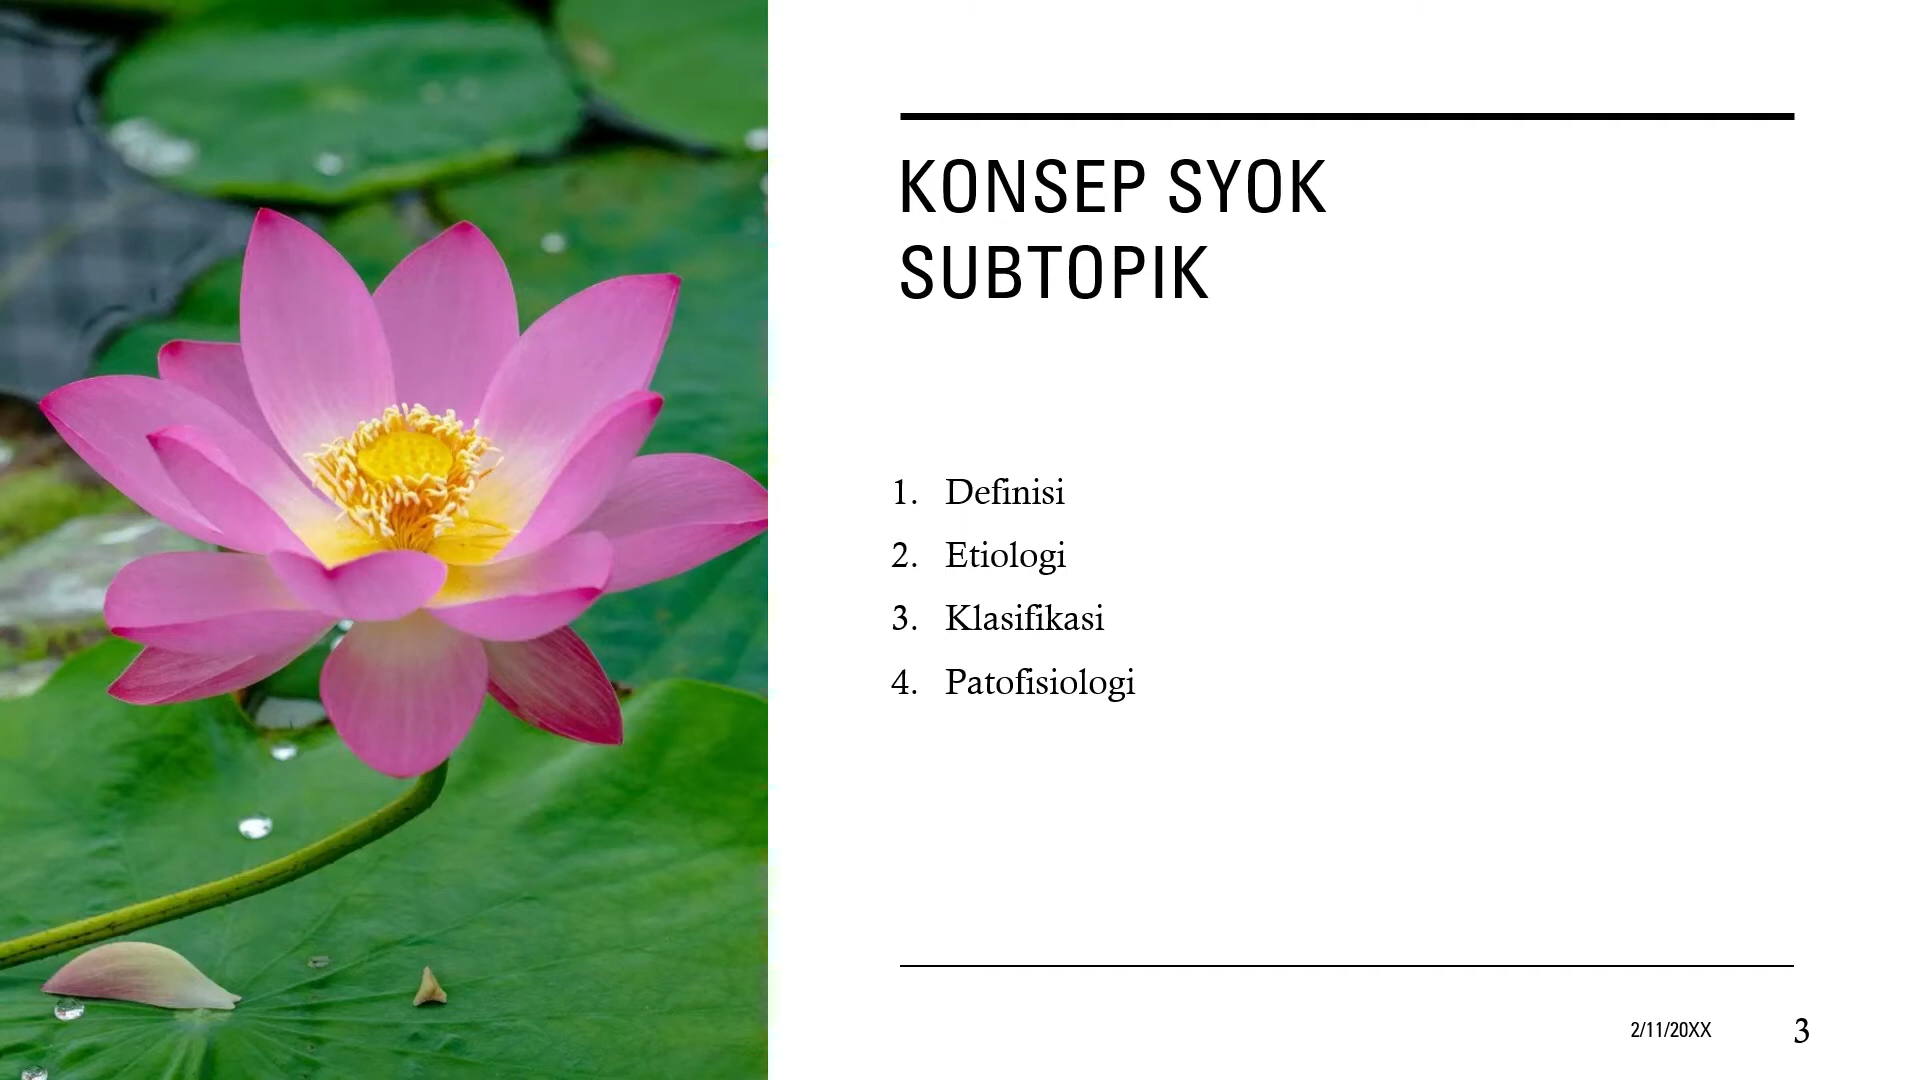 KONSEP SYOK
SUBTOPIK
1. Definisi
2. Etiologi
3. Klasifikasi
4. Patofisiologi
2/11/20XX
3